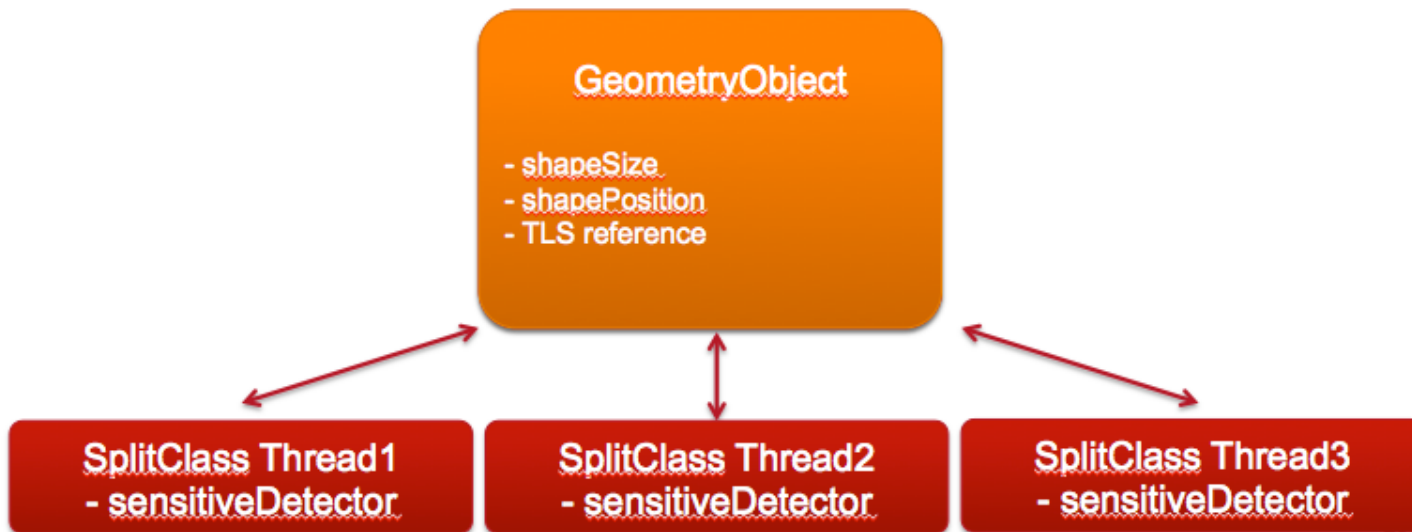 GeometryObject
- shapeSize
- shapePosition
- TLS reference
SplitClass Thread1
- sensitiveDetector
SplitClass Thread2
- sensitiveDetector
SplitClass Thread3
- sensitiveDetector